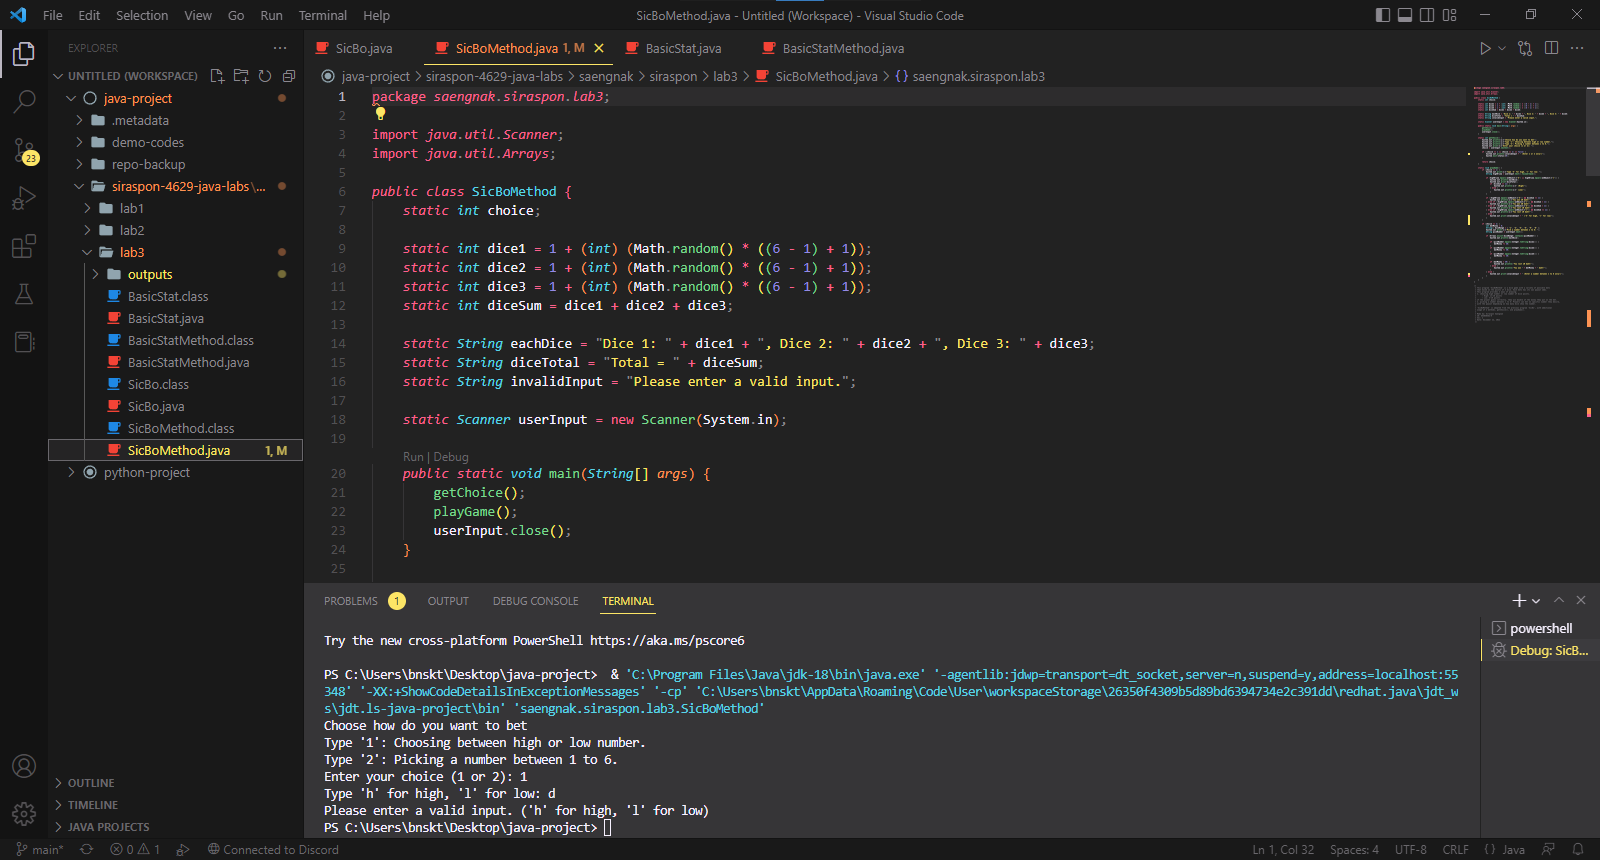 File Edit Selection View Go Run Terminal Help
SicBoMethod.java - Untitled (Workspace) - Visual Studio Code
EXPLORER
UNTITLED (WORKSPACE)
java-project
.metadata
demo-codes
repo-backup
siraspon-4629-java-labs\...
lab1
lab2
lab3
outputs
BasicStat.class
BasicStat.java
BasicStatMethod.class
BasicStatMethod.java
SicBo.class
SicBo.java
SicBoMethod.class
SicBoMethod.java 1, M
python-project
OUTLINE
TIMELINE
JAVA PROJECTS
23
SicBo.java SicBoMethod.java 1, M BasicStat.java BasicStatMethod.java
java-project > siraspon-4629-java-labs > saengnak > siraspon > lab3 > SicBoMethod.java > {} saengnak.siraspon.lab3
1 package saengnak.siraspon.lab3;
2
3 import java.util.Scanner;
4 import java.util.Arrays;
5
6 public class SicBoMethod {
7 static int choice;
8
9 static int dice1 = 1 + (int) (Math.random() * ((6 - 1) + 1));
10 static int dice2 = 1 + (int) (Math.random() * ((6 - 1) + 1));
11 static int dice3 = 1 + (int) (Math.random() * ((6 - 1) + 1));
12 static int diceSum = dice1 + dice2 + dice3;
13
14 static String eachDice = "Dice 1: " + dice1 + ", Dice 2: " + dice2 + ", Dice 3: " + dice3;
15 static String diceTotal = "Total = " + diceSum;
16 static String invalidInput = "Please enter a valid input.";
17
18 static Scanner userInput = new Scanner(System.in);
19
Run | Debug
20 public static void main(String[] args) {
21 getChoice();
22 playGame();
23 userInput.close();
24 }
25
PROBLEMS 1 OUTPUT DEBUG CONSOLE TERMINAL
Try the new cross-platform PowerShell https://aka.ms/pscore6
PS C:\Users\bnskt\Desktop\java-project> & 'C:\Program Files\Java\jdk-18\bin\java.exe' '-agentlib:jdwp=transport=dt_socket,server=n,suspend=y,address=localhost:55
348' '-XX:+ShowCodeDetailsInExceptionMessages' '-cp' 'C:\Users\bnskt\AppData\Roaming\Code\User\workspaceStorage\26350f4309b5d89bd6394734e2c391dd\redhat.java\jdt_w
s\jdt.ls-java-project\bin' 'saengnak.siraspon.lab3.SicBoMethod'
Choose how do you want to bet
Type '1': Choosing between high or low number.
Type '2': Picking a number between 1 to 6.
Enter your choice (1 or 2): 1
Type 'h' for high, 'l' for low: d
Please enter a valid input. ('h' for high, 'l' for low)
PS C:\Users\bnskt\Desktop\java-project>
powershell
Debug: SicB...
main* 0 1 Connected to Discord
Ln 1, Col 32 Spaces: 4 UTF-8 CRLF {} Java